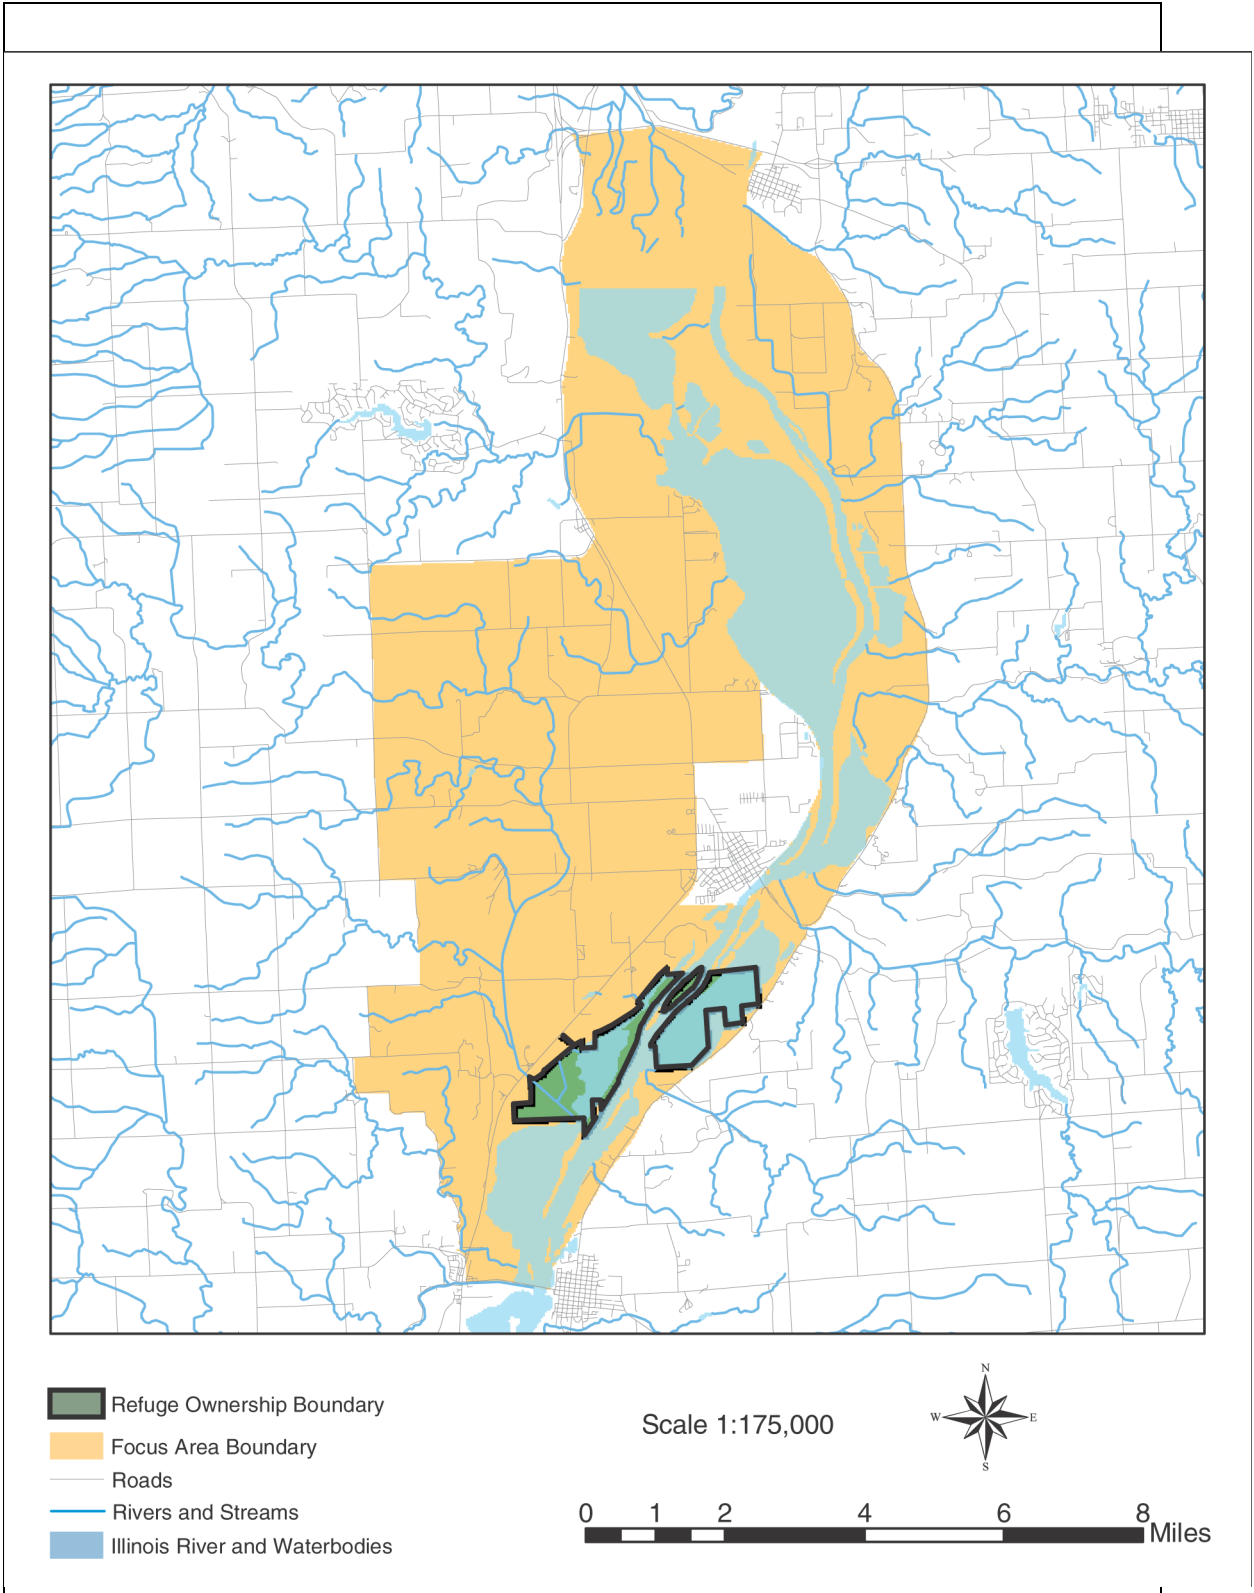 Refuge Ownership Boundary
Focus Area Boundary
Roads
Rivers and Streams
Illinois River and Waterbodies
Scale 1:175,000
N
W E
S
0 1 2 4 6 8
Miles